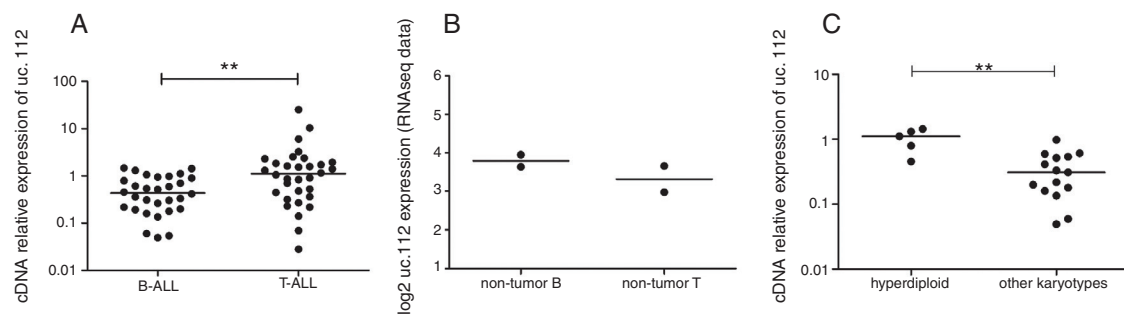 A
cDNA relative expression of uc. 112
100
10
1
0.1
0.01
**
B-ALL
T-ALL
B
log2 uc.112 expression (RNAseq data)
6
5
4
3
2
1
non-tumor B
non-tumor T
C
cDNA relative expression of uc. 112
10
1
0.1
0.01
**
hyperdiploid
other karyotypes